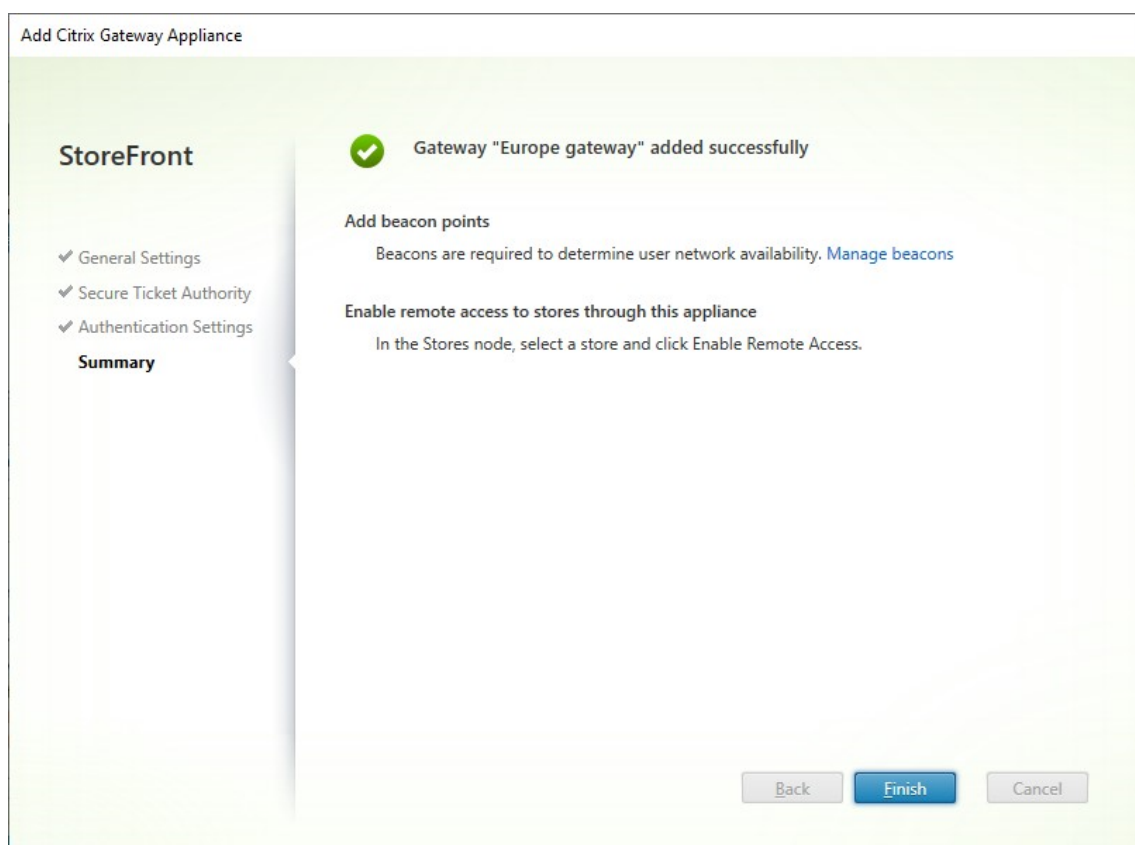 Add Citrix Gateway Appliance
StoreFront
General Settings
Secure Ticket Authority
Authentication Settings
Summary
Gateway "Europe gateway" added successfully
Add beacon points
Beacons are required to determine user network availability. Manage beacons
Enable remote access to stores through this appliance
In the Stores node, select a store and click Enable Remote Access.
Back
Finish
Cancel